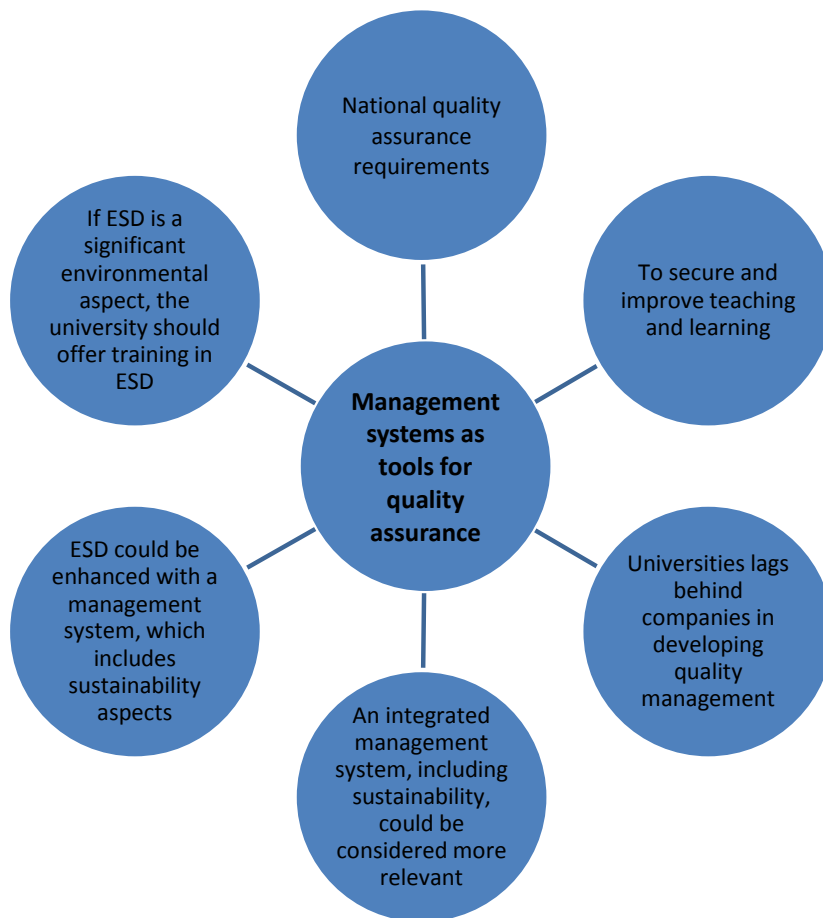 National quality
assurance
requirements
If ESD is a
significant
environmental
aspect, the
university should
offer training in
ESD
To secure and
improve teaching
and learning
Management
systems as
tools for
quality
assurance
ESD could be
enhanced with a
management
system, which
includes
sustainability
aspects
Universities lags
behind
companies in
developing
quality
management
An integrated
management
system, including
sustainability,
could be
considered more
relevant